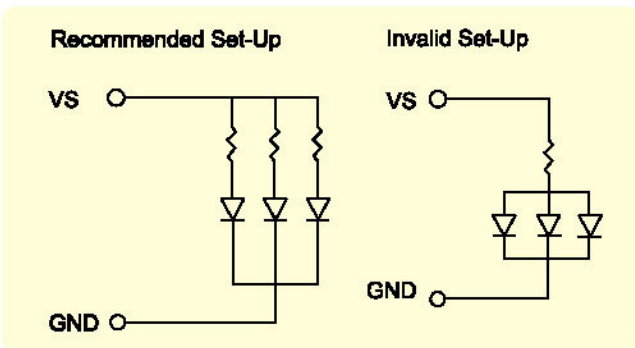 Recommended Set-Up
VS
GND
Invalid Set-Up
VS
GND